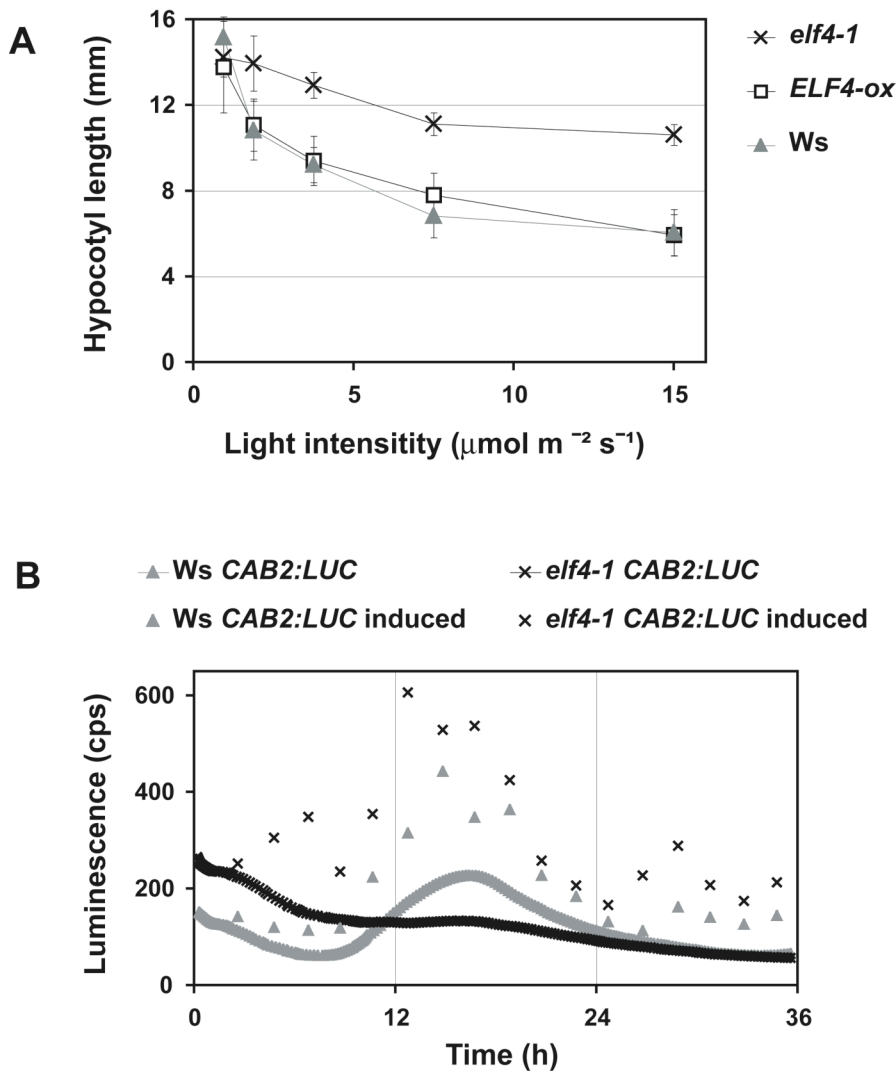 A
16
12
8
4
0
Hypocotyl length (mm)
0 5 10 15
Light intensitity (μmol m ⁻² s⁻¹)
elf4-1
ELF4-ox
Ws
B
Ws CAB2:LUC elf4-1 CAB2:LUC
Ws CAB2:LUC induced elf4-1 CAB2:LUC induced
600
400
200
0
Luminescence (cps)
0 12 24 36
Time (h)